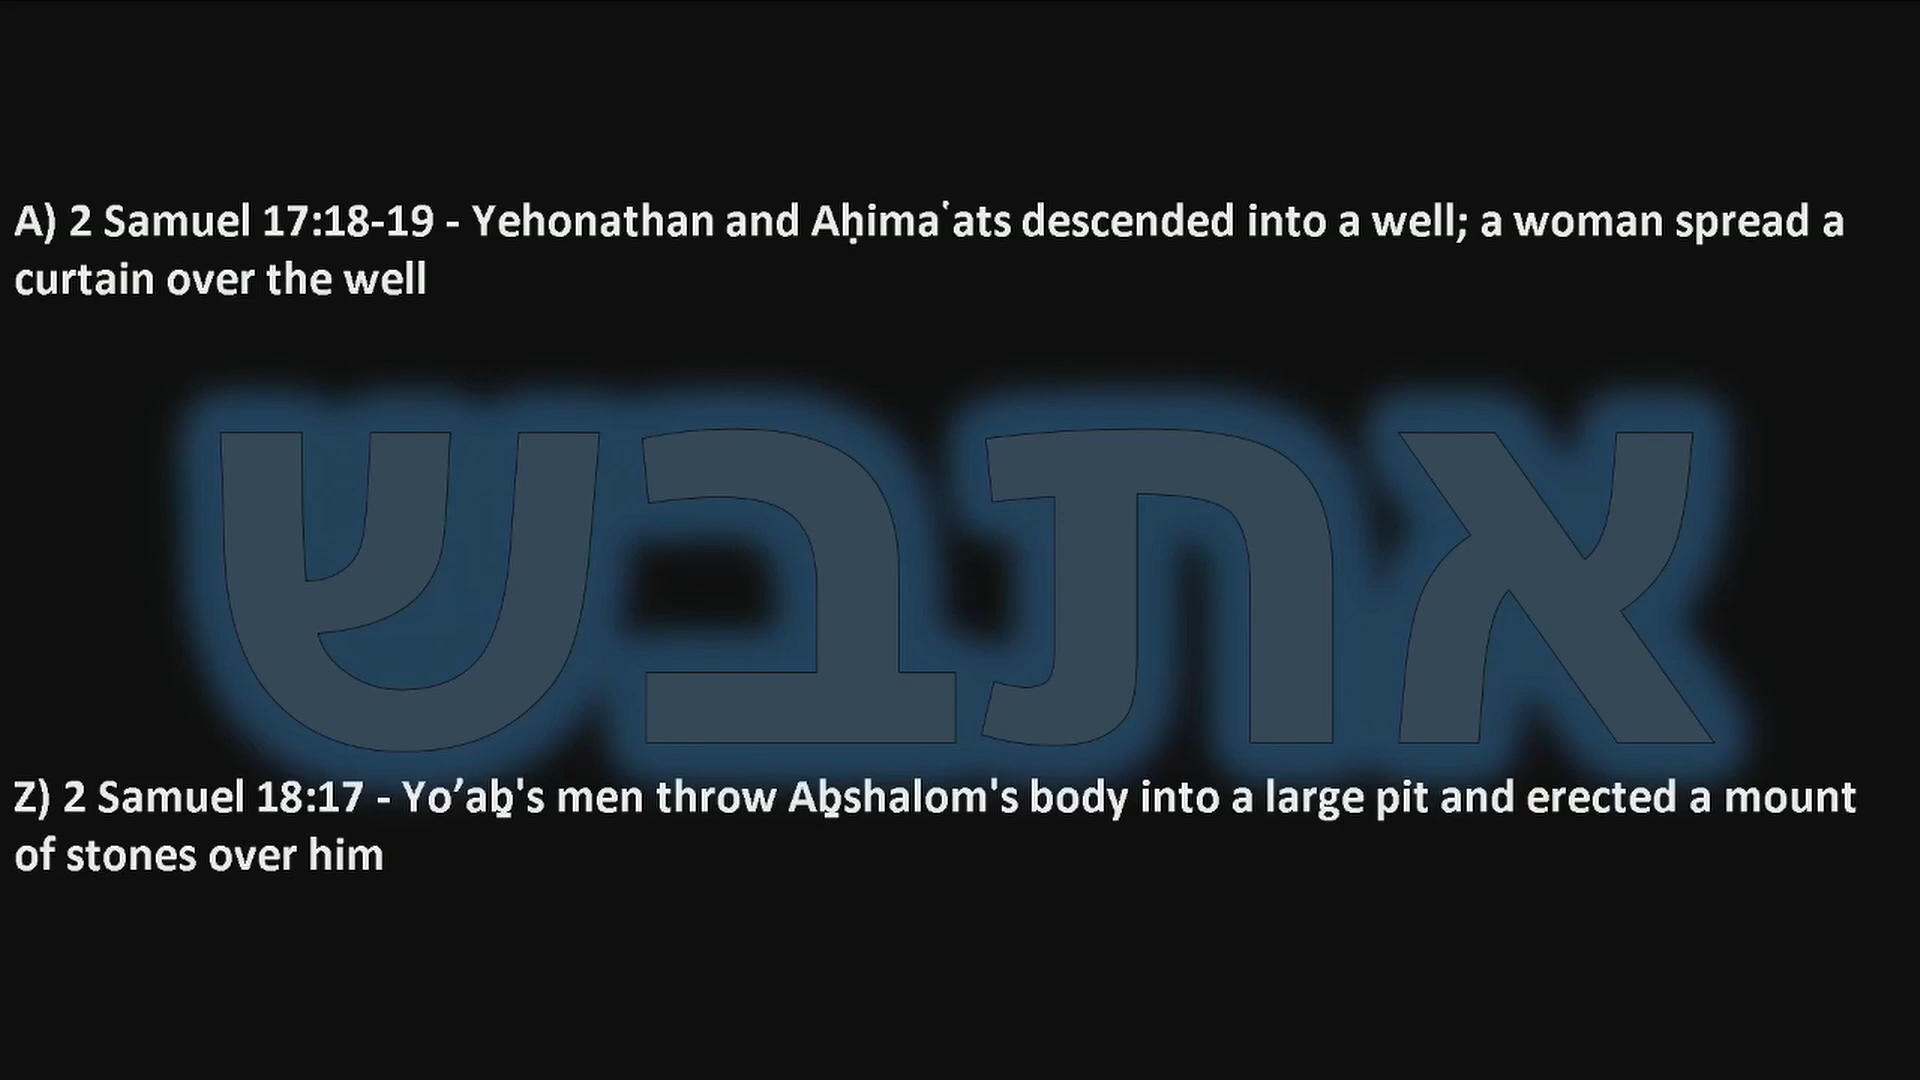 A) 2 Samuel 17:18-19 - Yehonathan and Aḥimaʿats descended into a well; a woman spread a
curtain over the well
אתבש
Z) 2 Samuel 18:17 - Yo’aḇ's men throw Aḇshalom's body into a large pit and erected a mount
of stones over him